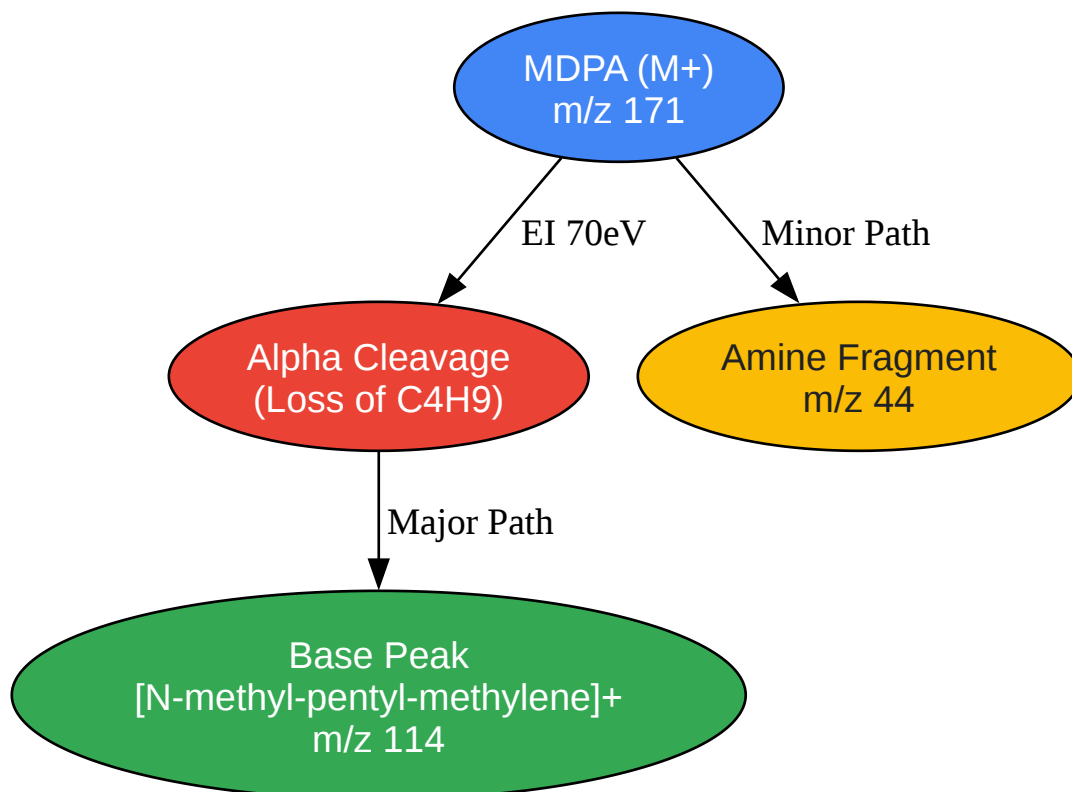 MDPA (M+)
m/z 171
EI 70eV
Minor Path
Alpha Cleavage
(Loss of C4H9)
Amine Fragment
m/z 44
Major Path
Base Peak
[N-methyl-pentyl-methylene]+
m/z 114